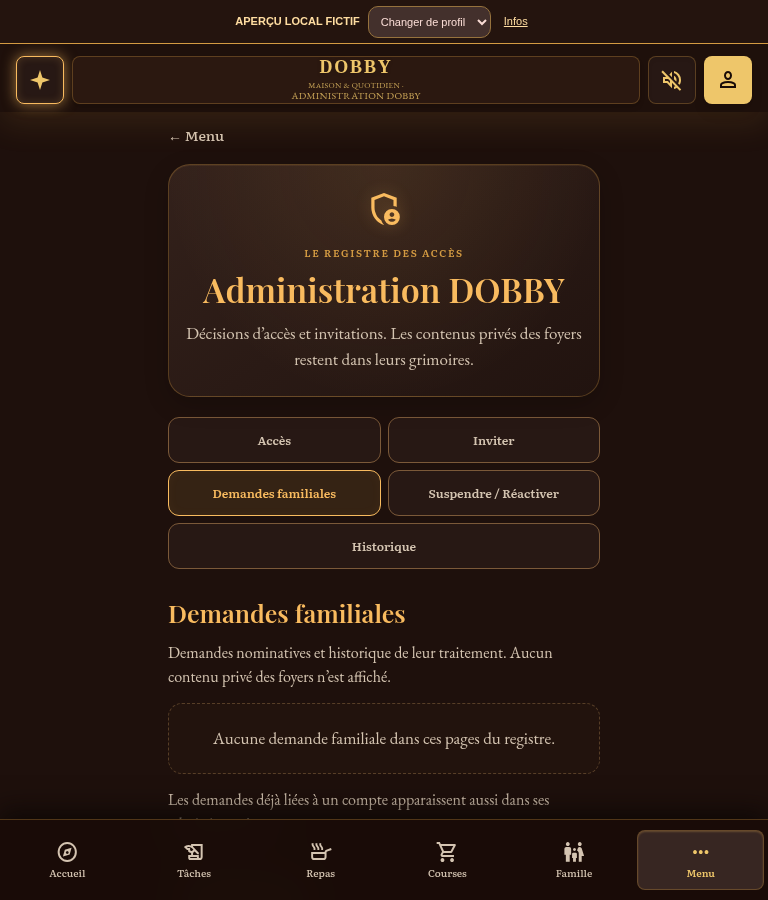 APERÇU LOCAL FICTIF
Changer de profil
Infos
DOBBY
MAISON & QUOTIDIEN ·
ADMINISTRATION DOBBY
← Menu
LE REGISTRE DES ACCÈS
Administration DOBBY
Décisions d’accès et invitations. Les contenus privés des foyers
restent dans leurs grimoires.
Accès
Inviter
Demandes familiales
Suspendre / Réactiver
Historique
Demandes familiales
Demandes nominatives et historique de leur traitement. Aucun
contenu privé des foyers n’est affiché.
Aucune demande familiale dans ces pages du registre.
Les demandes déjà liées à un compte apparaissent aussi dans ses
Accueil
Tâches
Repas
Courses
Famille
Menu